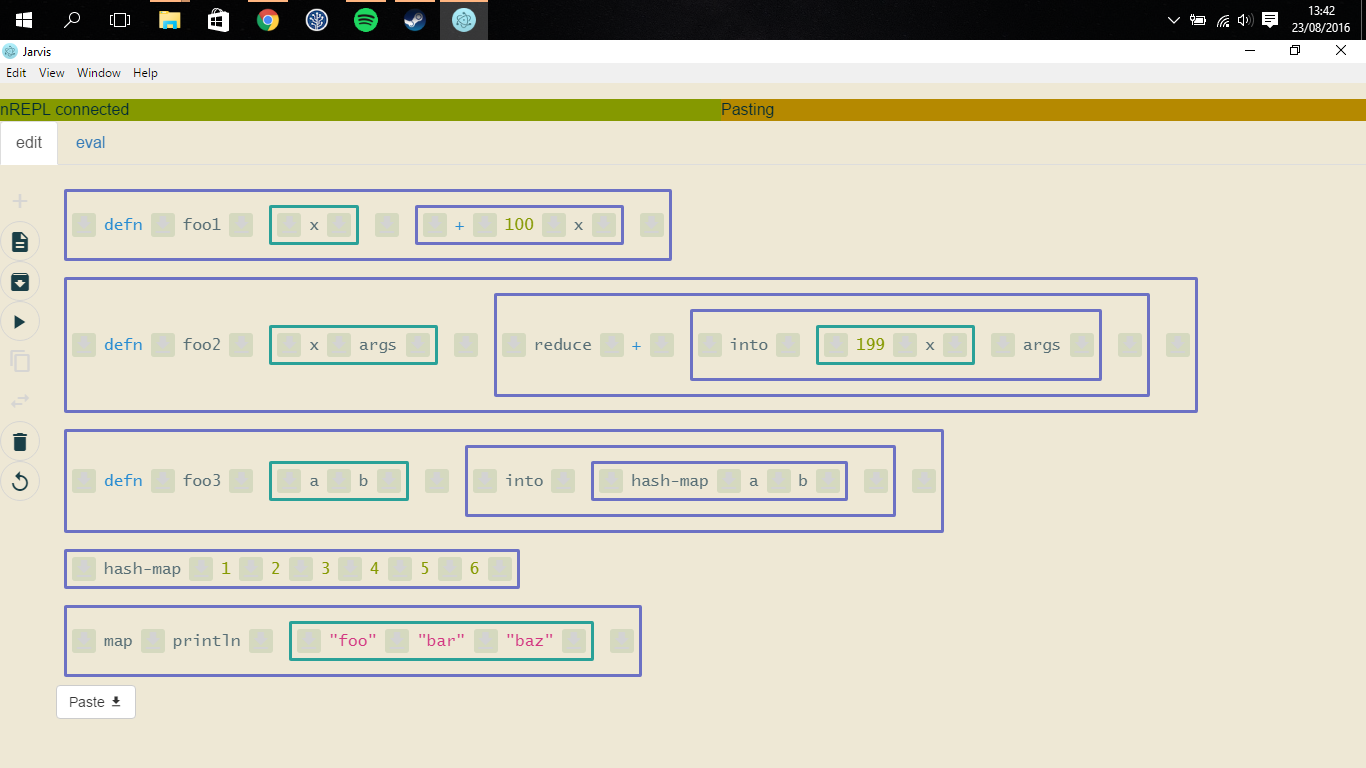 13:42
23/08/2016
Jarvis
Edit View Window Help
nREPL connected Pasting
edit eval
defn foo1 x + 100 x
defn foo2 x args reduce + into 199 x args
defn foo3 a b into hash-map a b
hash-map 1 2 3 4 5 6
map println "foo" "bar" "baz"
Paste